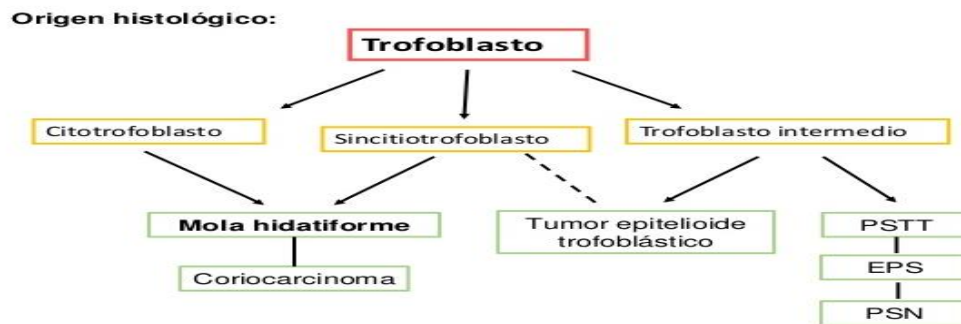 Origen histológico:
Trofoblasto
Citotrofoblasto
Sincitiotrofoblasto
Trofoblasto intermedio
Mola hidatiforme
Tumor epitelioide
trofoblástico
PSTT
Coriocarcinoma
EPS
PSN